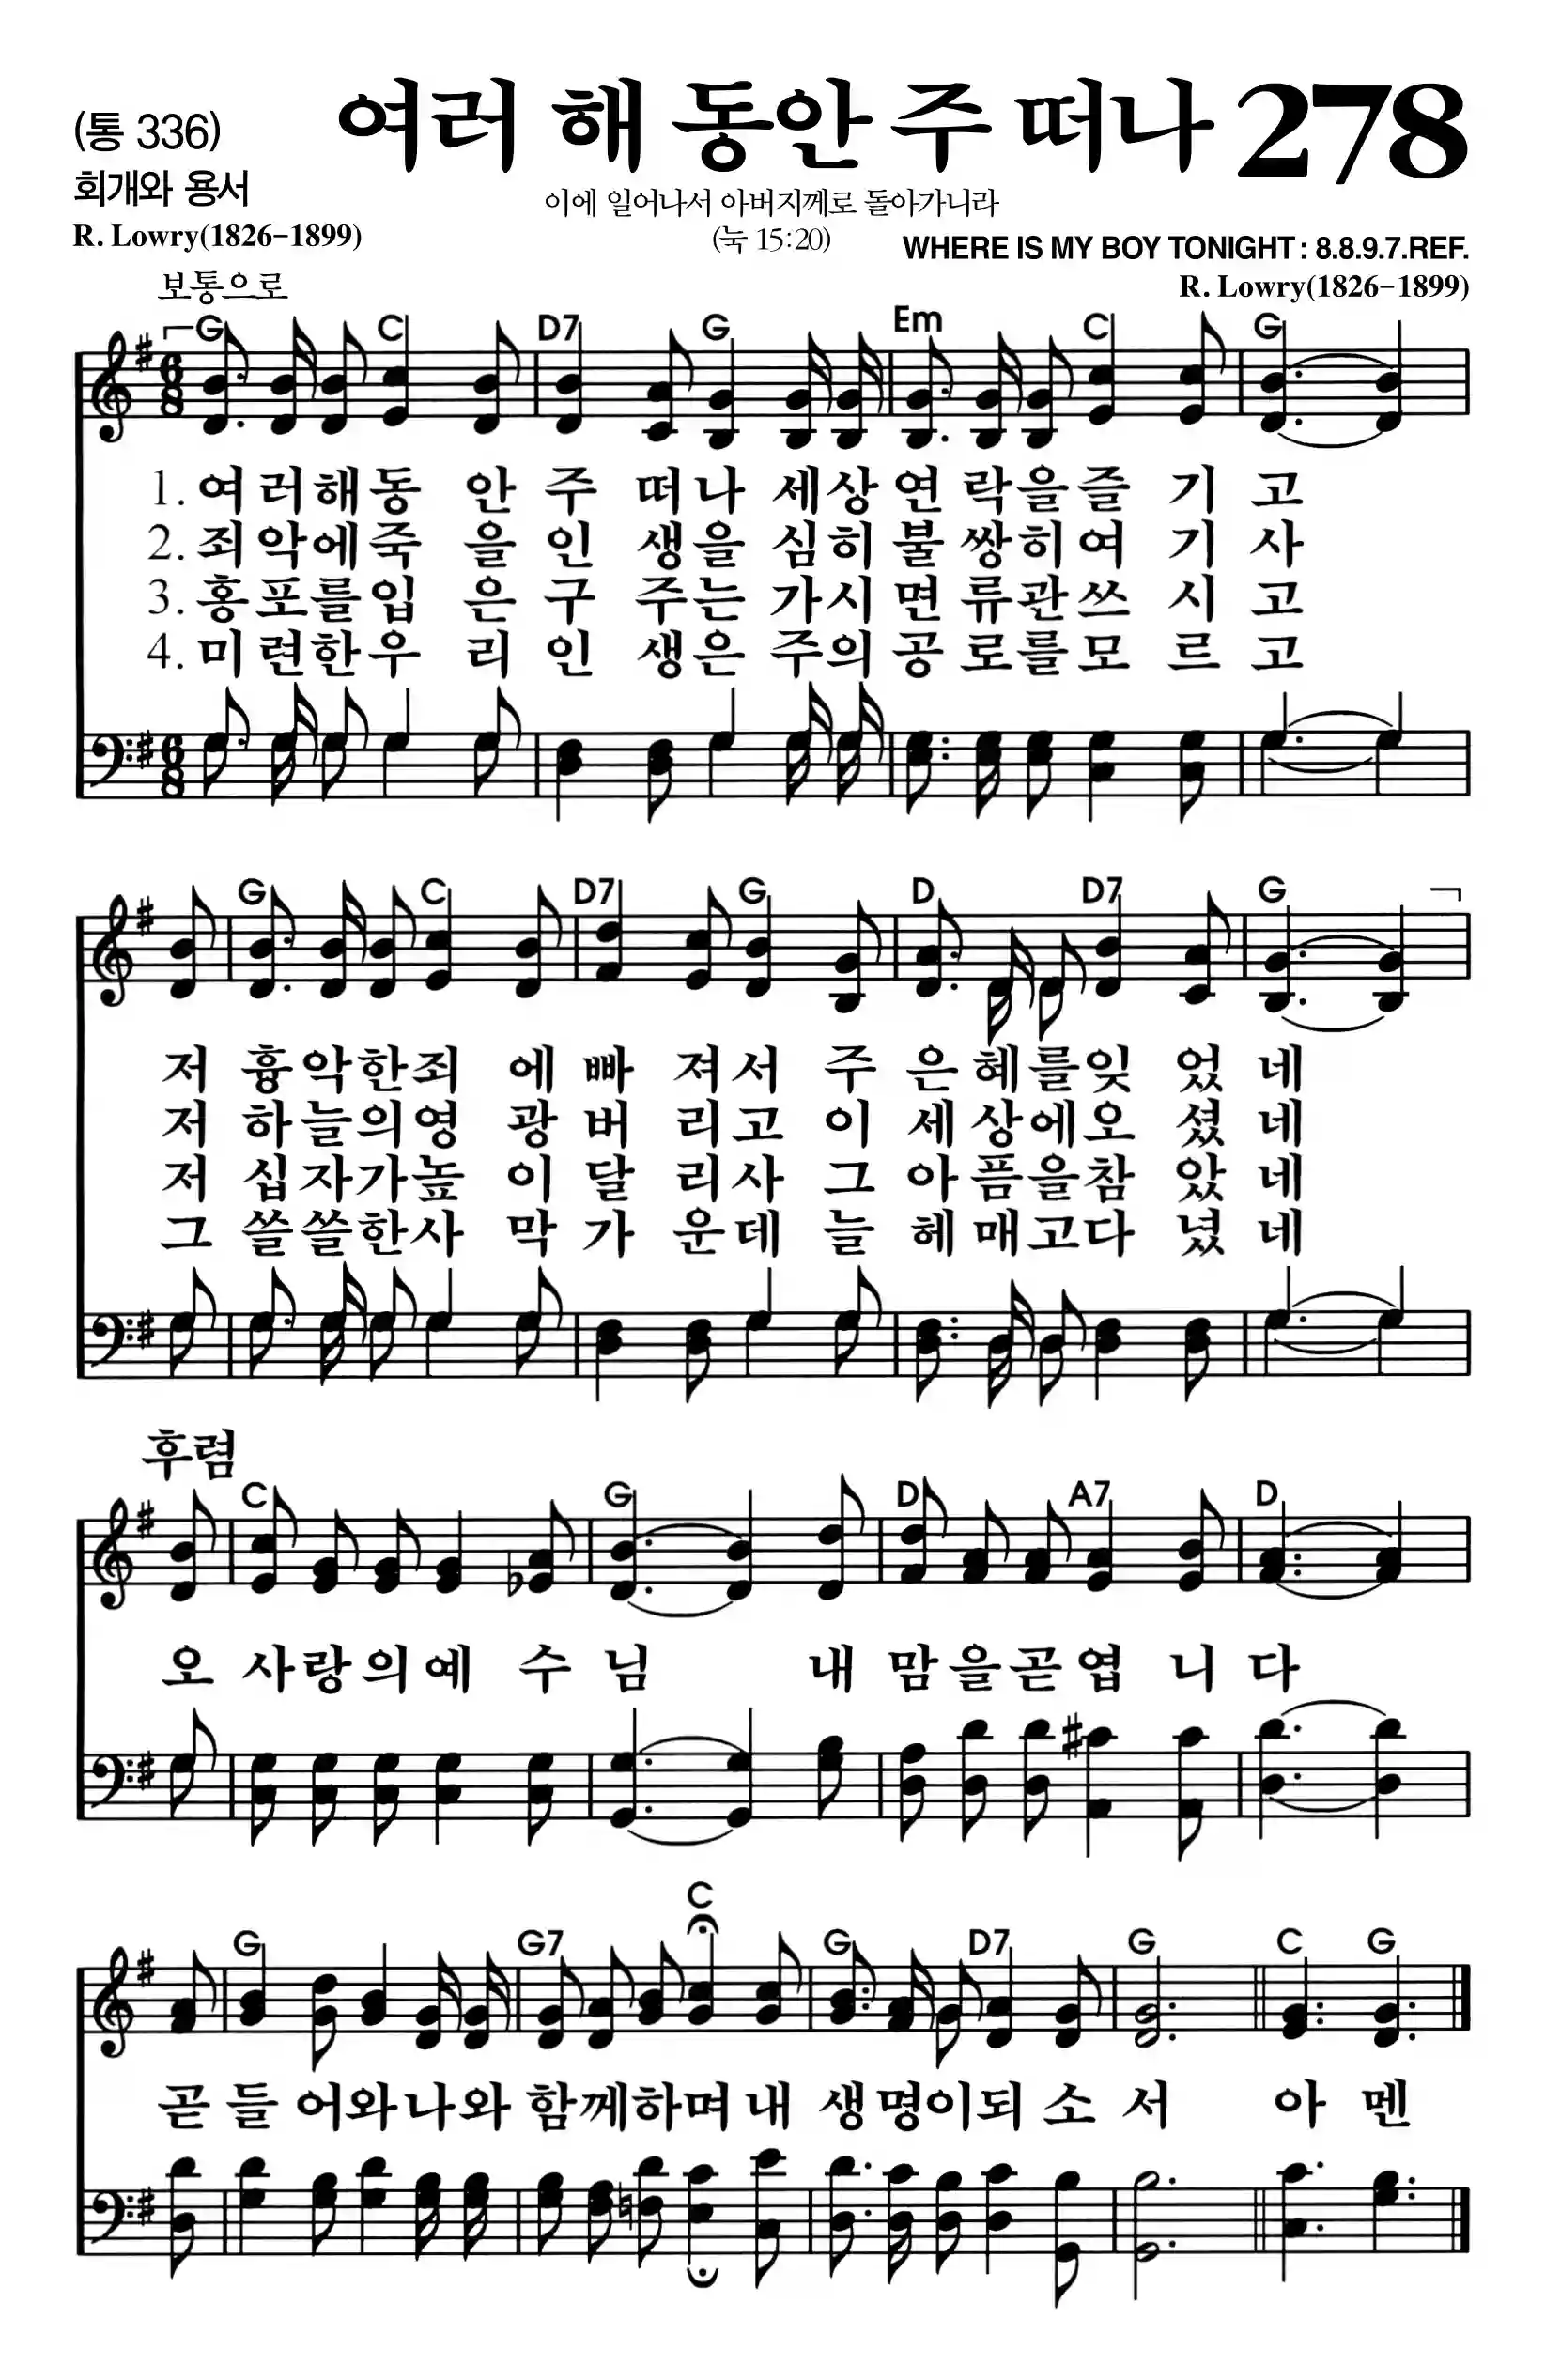 (통 336)
여러 해 동안 주 떠나 278
회개와 용서
이에 일어나서 아버지께로 돌아가니라
R. Lowry(1826-1899)
(눅 15:20)
WHERE IS MY BOY TONIGHT : 8.8.9.7.REF.
보통으로
R. Lowry(1826-1899)
G C D7 G Em C G
1. 여러해동 안 주 떠나 세상연 락을즐 기 고
2. 죄악에죽 을 인 생을 심히불 쌍히여 기 사
3. 홍포를입 은 구 주는 가시면 류관쓰 시 고
4. 미련한우 리 인 생은 주의공 로를모 르 고
G C D7 G D D7 G
저 흉악한죄 에 빠 져서 주 은혜를잊 었 네
저 하늘의영 광 버 리고 이 세상에오 셨 네
저 십자가높 이 달 리사 그 아픔을참 았 네
그 쓸쓸한사 막 가 운데 늘 헤매고다 녔 네
후렴
C G D A7 D
오 사랑의예 수 님 내 맘을곧엽 니 다
C
G G7 G D7 G C G
곧 들 어와나와 함께하며내 생명이되 소 서 아 멘